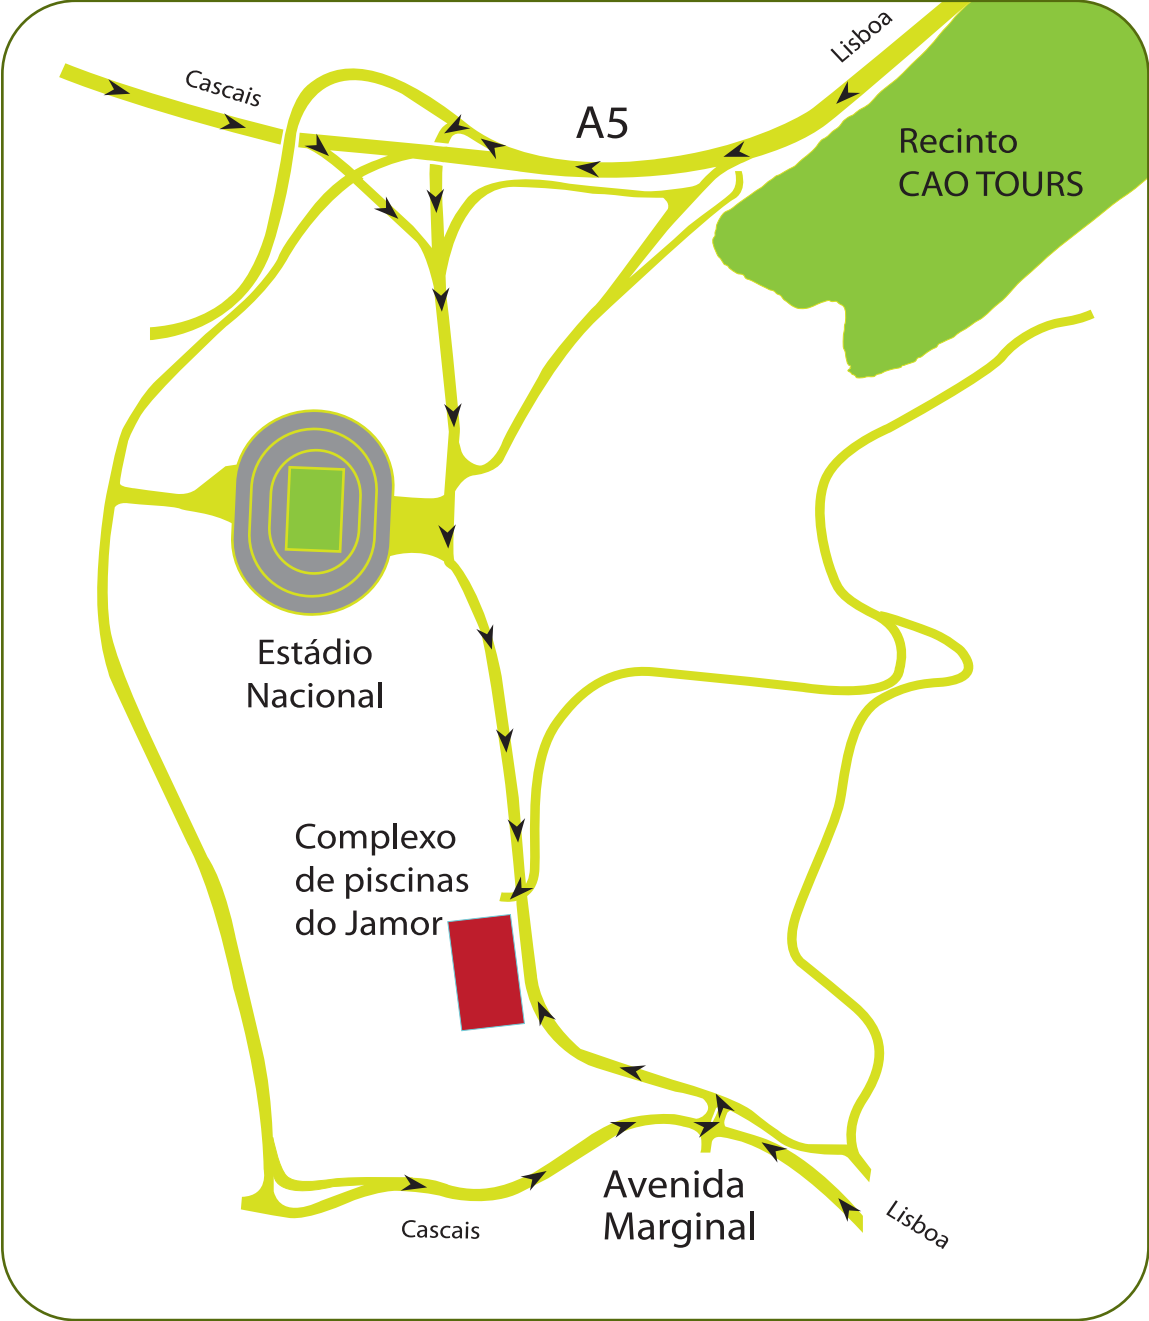 Lisboa
Cascais
A5
Recinto
CAO TOURS
Estádio
Nacional
Complexo
de piscinas
do Jamor
Avenida
Marginal
Cascais
Lisboa